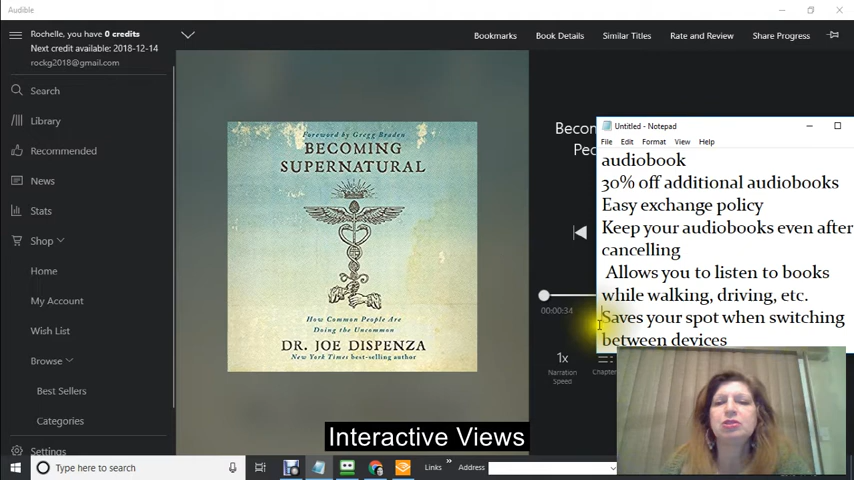 Audible
Rochelle, you have 0 credits
Next credit available: 2018-12-14
rockg2018@gmail.com
Search
Library
Recommended
News
Stats
Shop
Home
My Account
Wish List
Browse
Best Sellers
Categories
Settings
Bookmarks
Book Details
Similar Titles
Rate and Review
Share Progress
Foreword by Gregg Braden
BECOMING
SUPERNATURAL
How Common People Are
Doing the Uncommon
DR. JOE DISPENZA
New York Times best-selling author
00:00:34
1x
Narration
Speed
Chapter
Untitled - Notepad
File Edit Format View Help
audiobook
30% off additional audiobooks
Easy exchange policy
Keep your audiobooks even after
cancelling
Allows you to listen to books
while walking, driving, etc.
Saves your spot when switching
between devices
Interactive Views
Type here to search
Links
Address